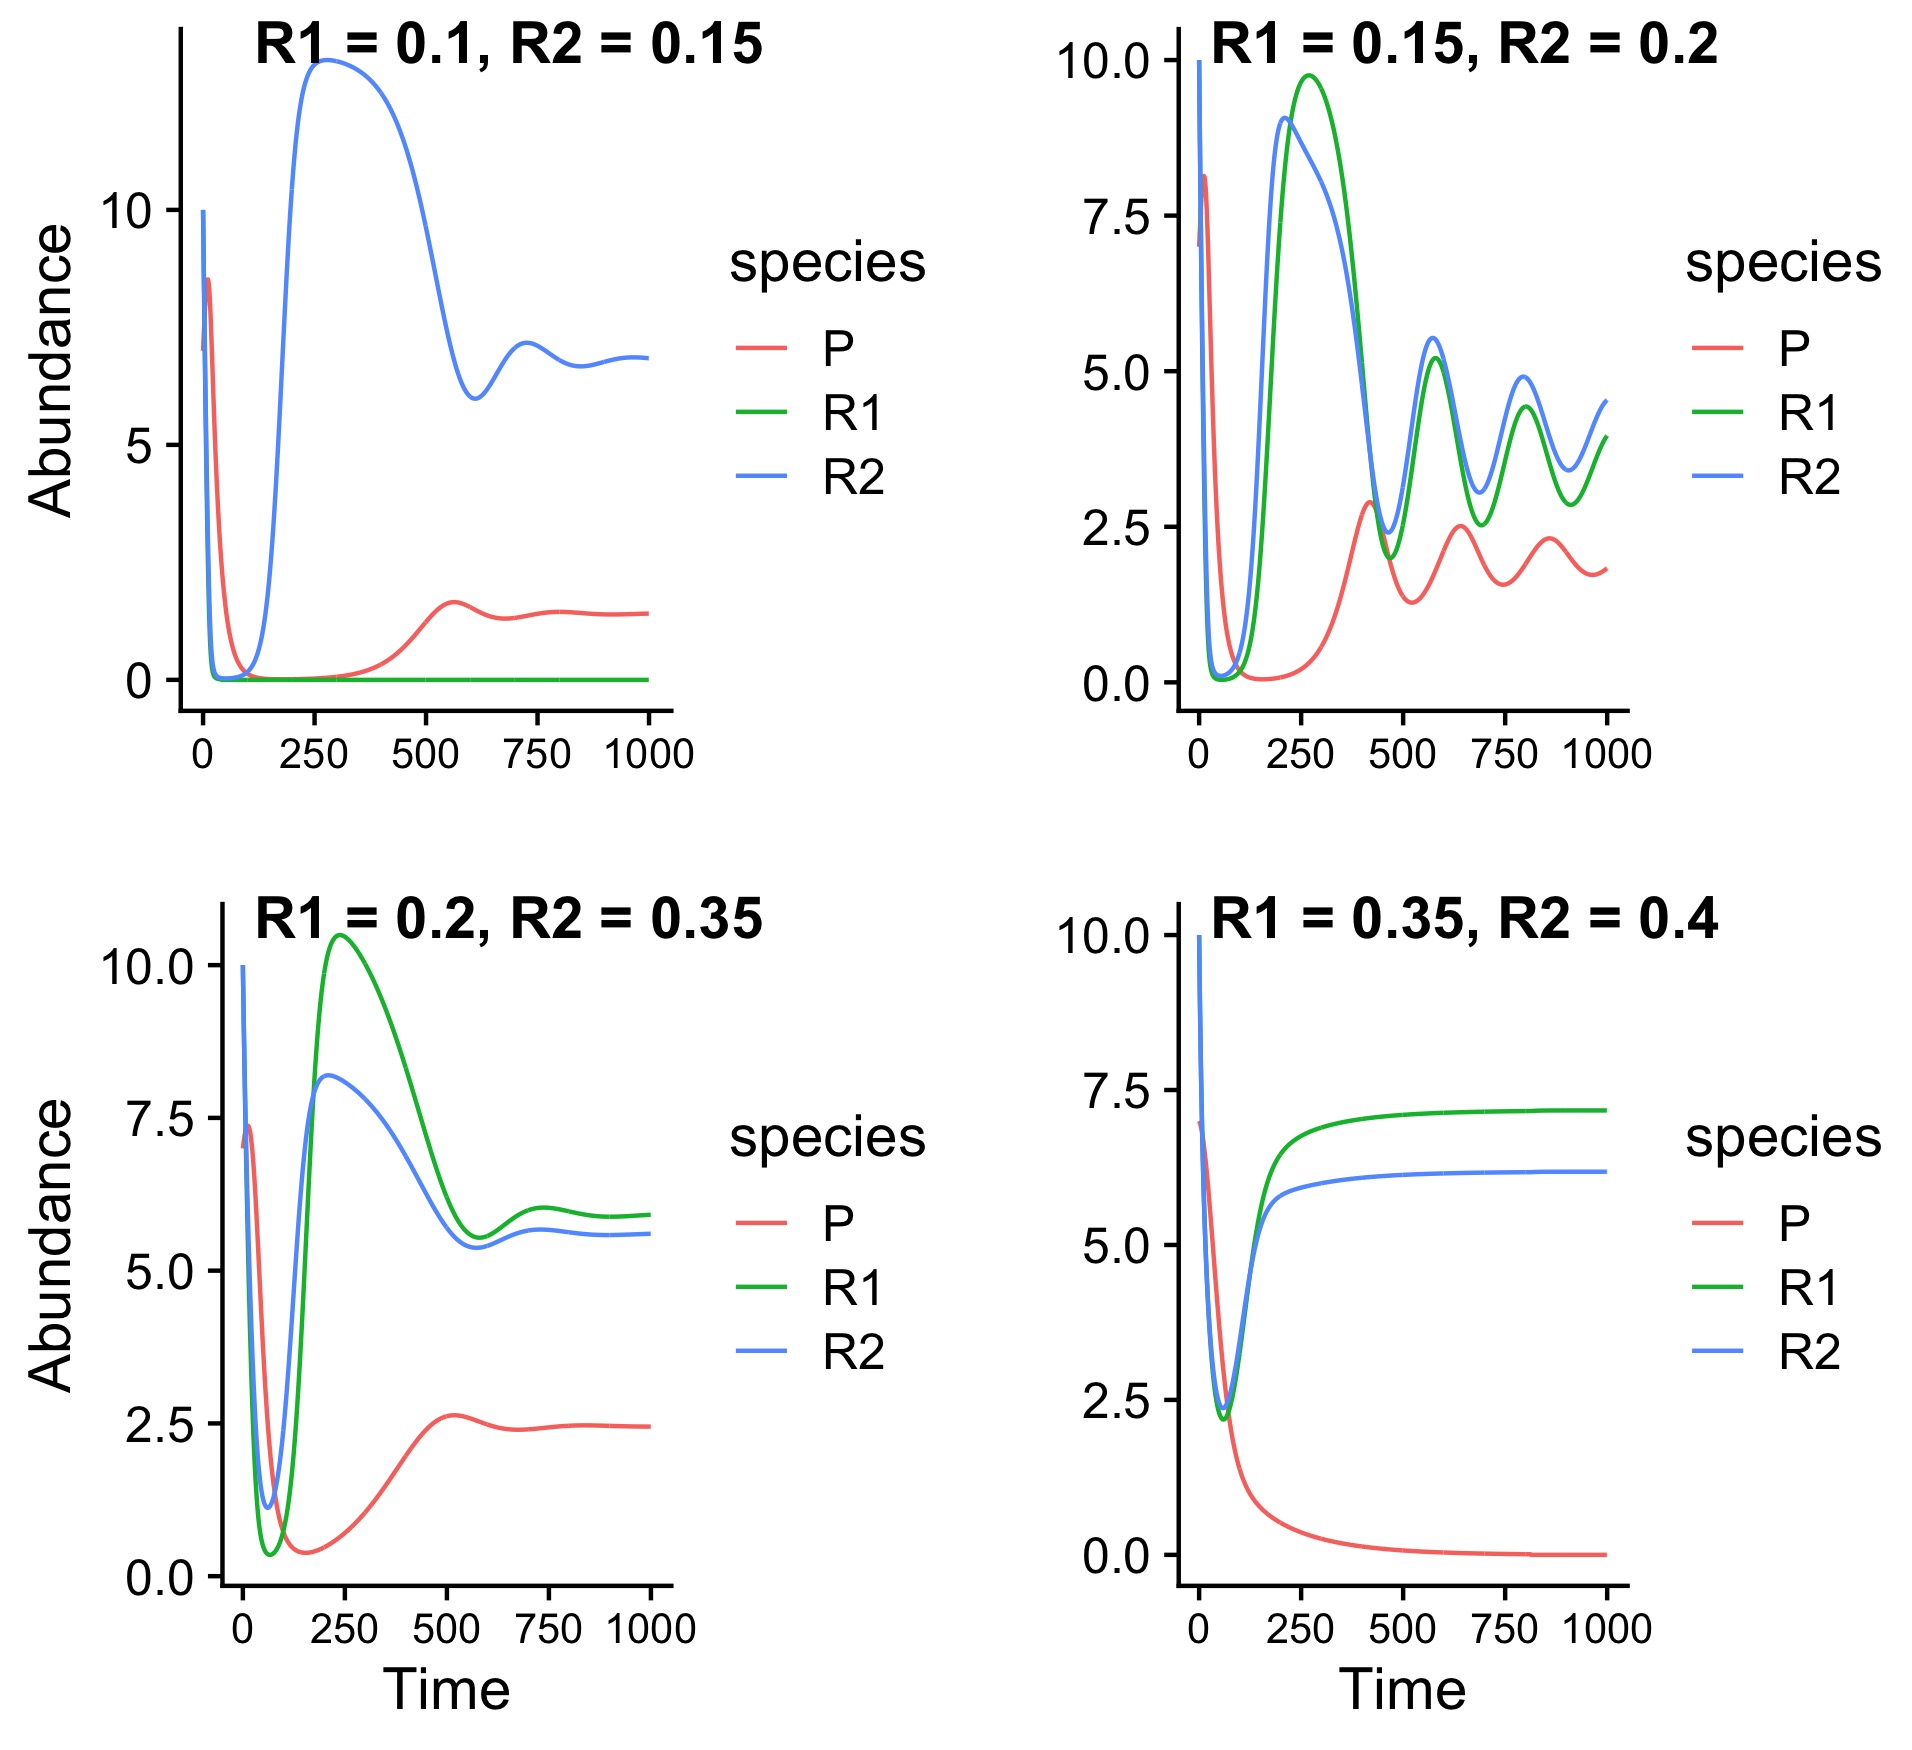 R1 = 0.1, R2 = 0.15
Abundance
10
5
0
0 250 500 750 1000
species
P
R1
R2
R1 = 0.15, R2 = 0.2
10.0
7.5
5.0
2.5
0.0
0 250 500 750 1000
species
P
R1
R2
R1 = 0.2, R2 = 0.35
Abundance
10.0
7.5
5.0
2.5
0.0
0 250 500 750 1000
Time
species
P
R1
R2
R1 = 0.35, R2 = 0.4
10.0
7.5
5.0
2.5
0.0
0 250 500 750 1000
Time
species
P
R1
R2